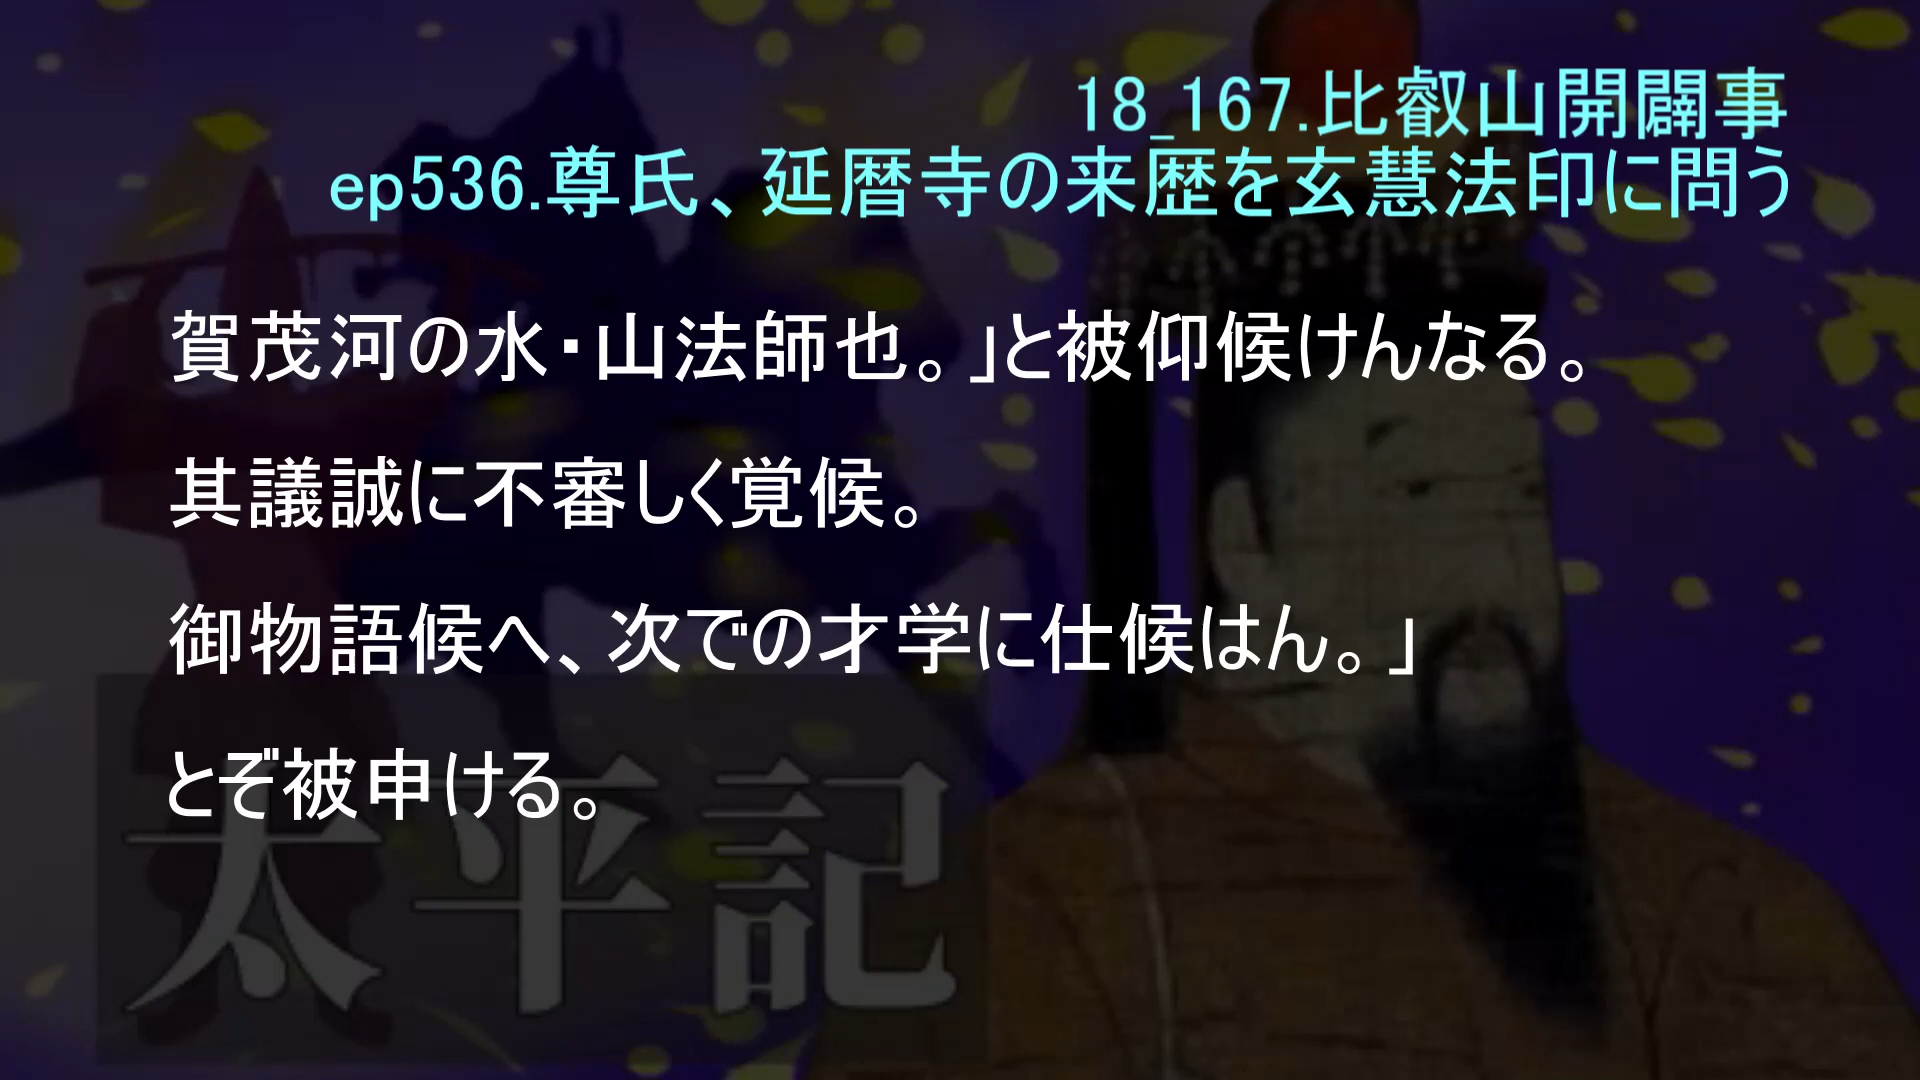 18_167.比叡山開闢事
ep536.尊氏、延暦寺の来歴を玄慧法印に問う
賀茂河の水・山法師也。」と被仰候けんなる。
其議誠に不審しく覚候。
御物語候へ、次での才学に仕候はん。」
とぞ被申ける。
太平記